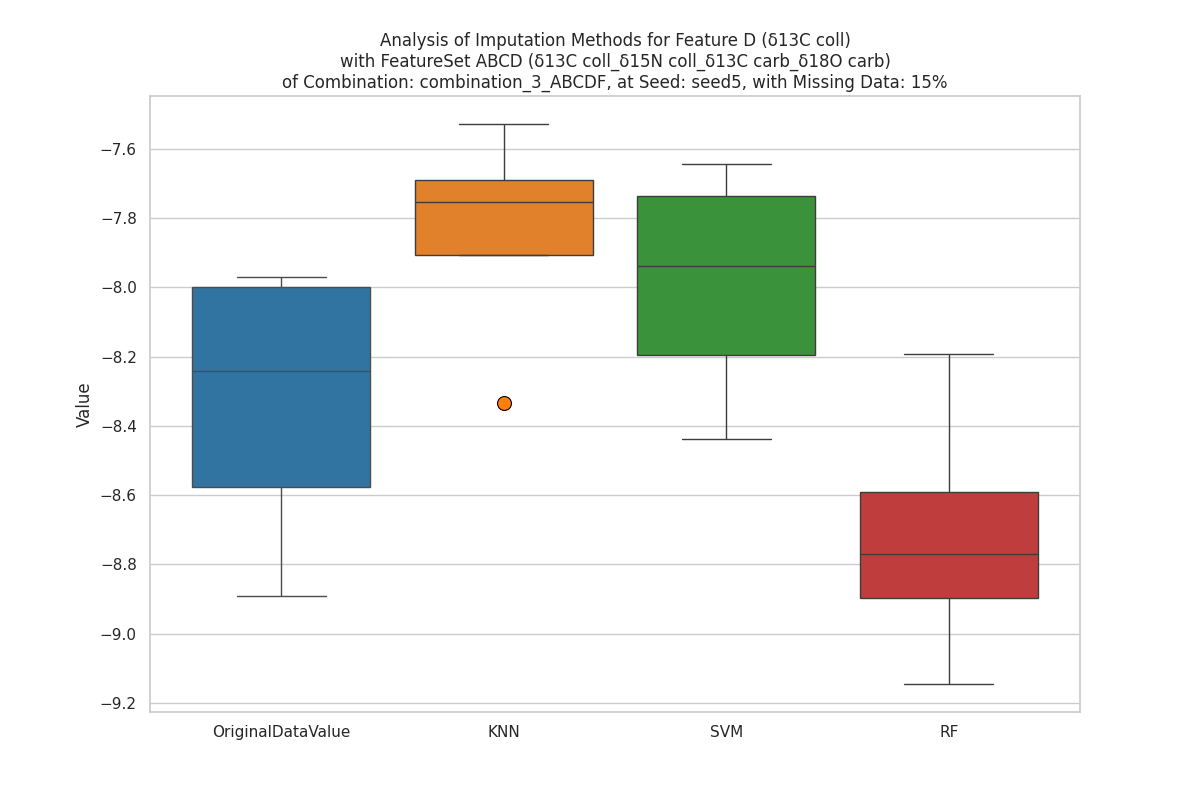 Analysis of Imputation Methods for Feature D (δ13C coll)
with FeatureSet ABCD (δ13C coll_δ15N coll_δ13C carb_δ18O carb)
of Combination: combination_3_ABCDF, at Seed: seed5, with Missing Data: 15%
Value
−7.6
−7.8
−8.0
−8.2
−8.4
−8.6
−8.8
−9.0
−9.2
OriginalDataValue
KNN
SVM
RF